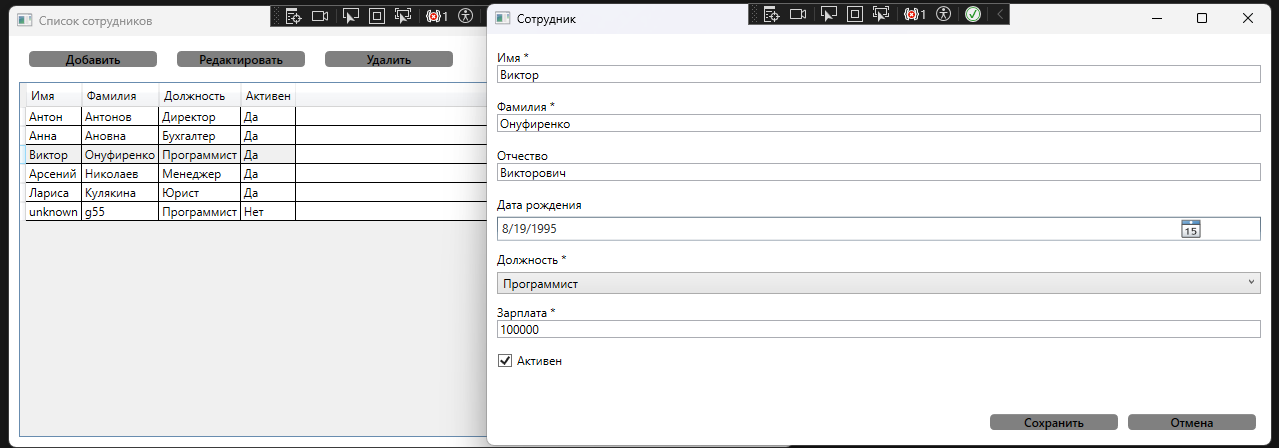 Список сотрудников
1
Добавить Редактировать Удалить
Имя Фамилия Должность Активен
Антон Антонов Директор Да
Анна Ановна Бухгалтер Да
Виктор Онуфиренко Программист Да
Арсений Николаев Менеджер Да
Лариса Кулякина Юрист Да
unknown g55 Программист Нет
Сотрудник
1
Имя *
Виктор
Фамилия *
Онуфиренко
Отчество
Викторович
Дата рождения
8/19/1995
15
Должность *
Программист
Зарплата *
100000
Активен
Сохранить Отмена